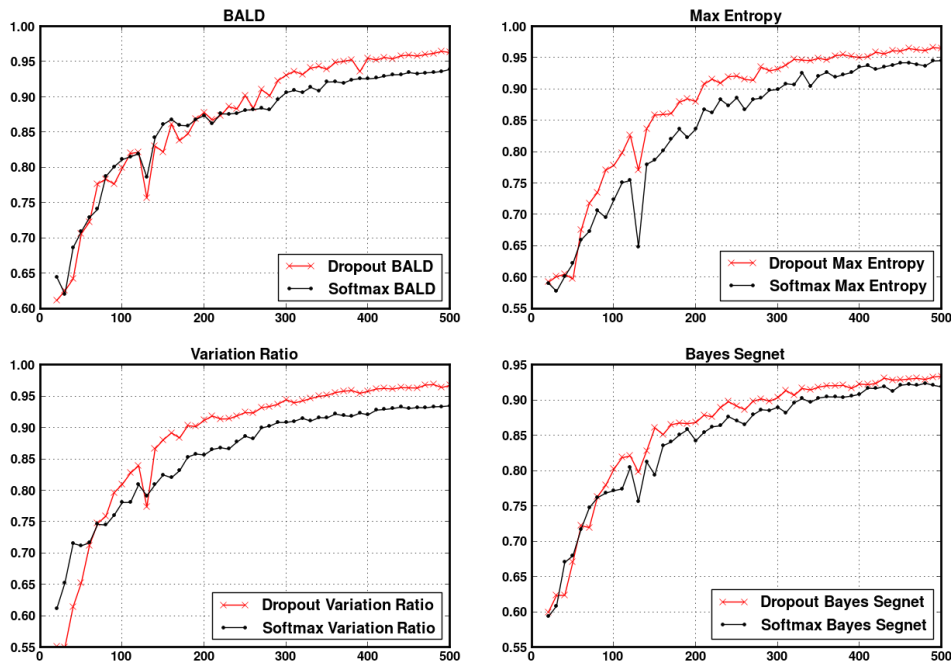 BALD
1.00
0.95
0.90
0.85
0.80
0.75
0.70
0.65
0.60
Dropout BALD
Softmax BALD
0 100 200 300 400 500
Max Entropy
1.00
0.95
0.90
0.85
0.80
0.75
0.70
0.65
0.60
0.55
Dropout Max Entropy
Softmax Max Entropy
0 100 200 300 400 500
Variation Ratio
1.00
0.95
0.90
0.85
0.80
0.75
0.70
0.65
0.60
0.55
Dropout Variation Ratio
Softmax Variation Ratio
0 100 200 300 400 500
Bayes Segnet
0.95
0.90
0.85
0.80
0.75
0.70
0.65
0.60
0.55
Dropout Bayes Segnet
Softmax Bayes Segnet
0 100 200 300 400 500